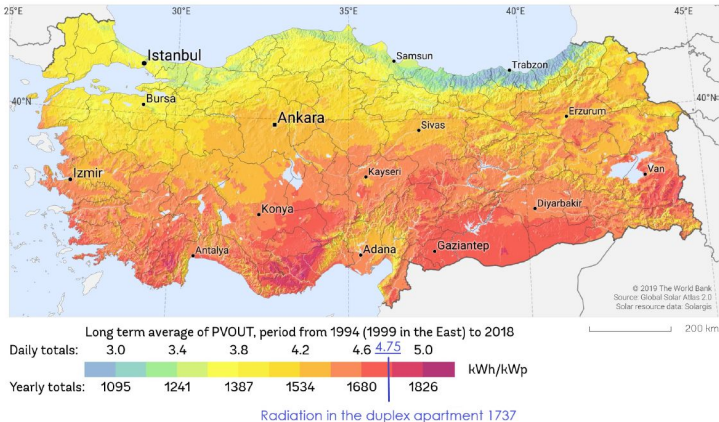 25°E 30°E 35°E 40°E 45°E
Istanbul
Samsun
Trabzon
40°N
Bursa
40°N
Erzurum
Ankara
Sivas
Izmir
Kayseri
Van
Konya
Diyarbakir
Antalya
Adana
Gaziantep
© 2019 The World Bank
Source: Global Solar Atlas 2.0
Solar resource data: Solargis
Long term average of PVOUT, period from 1994 (1999 in the East) to 2018
200 km
Daily totals: 3.0 3.4 3.8 4.2 4.6 4.75 5.0
kWh/kWp
Yearly totals: 1095 1241 1387 1534 1680 1826
Radiation in the duplex apartment 1737